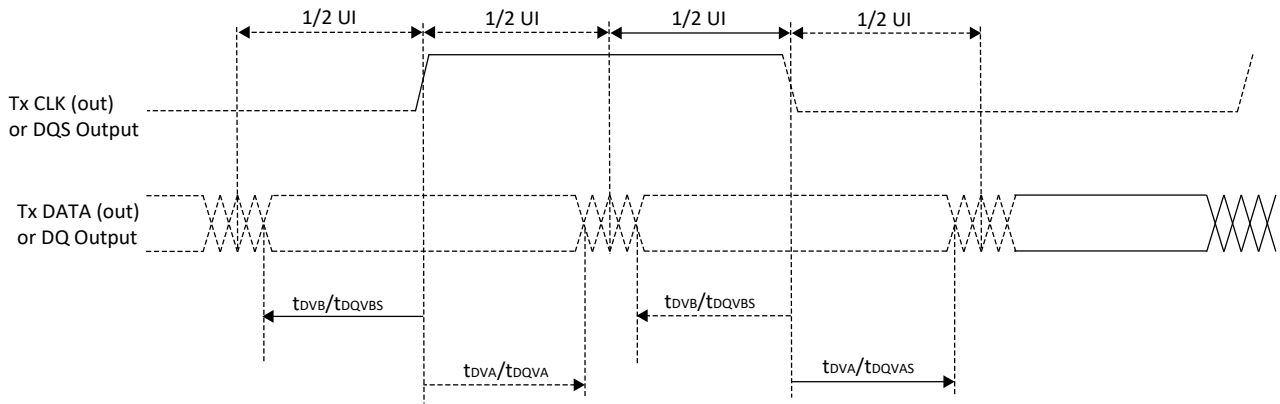 1/2 UI
1/2 UI
1/2 UI
1/2 UI
Tx CLK (out)
or DQS Output
Tx DATA (out)
or DQ Output
tDVB/tDQVBS
tDVB/tDQVBS
tDVA/tDQVA
tDVA/tDQVAS